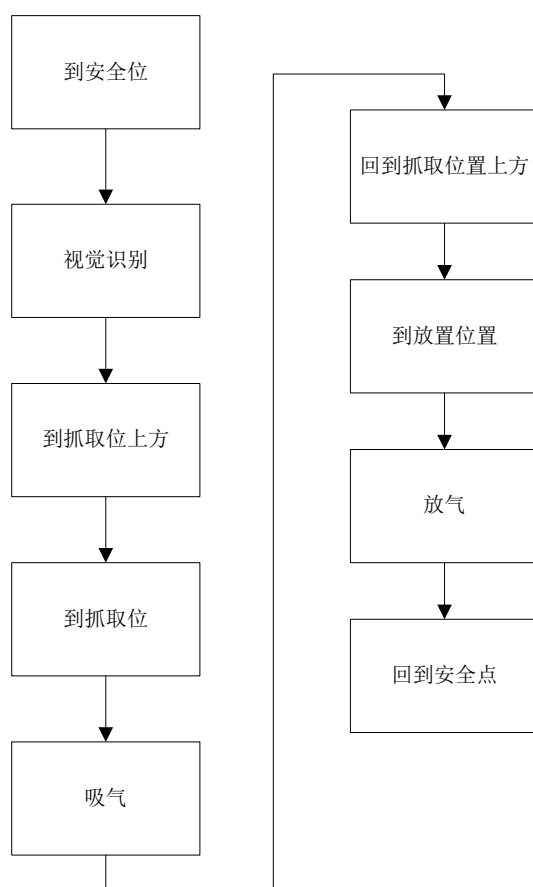 到安全位
视觉识别
到抓取位上方
到抓取位
吸气
回到抓取位置上方
到放置位置
放气
回到安全点